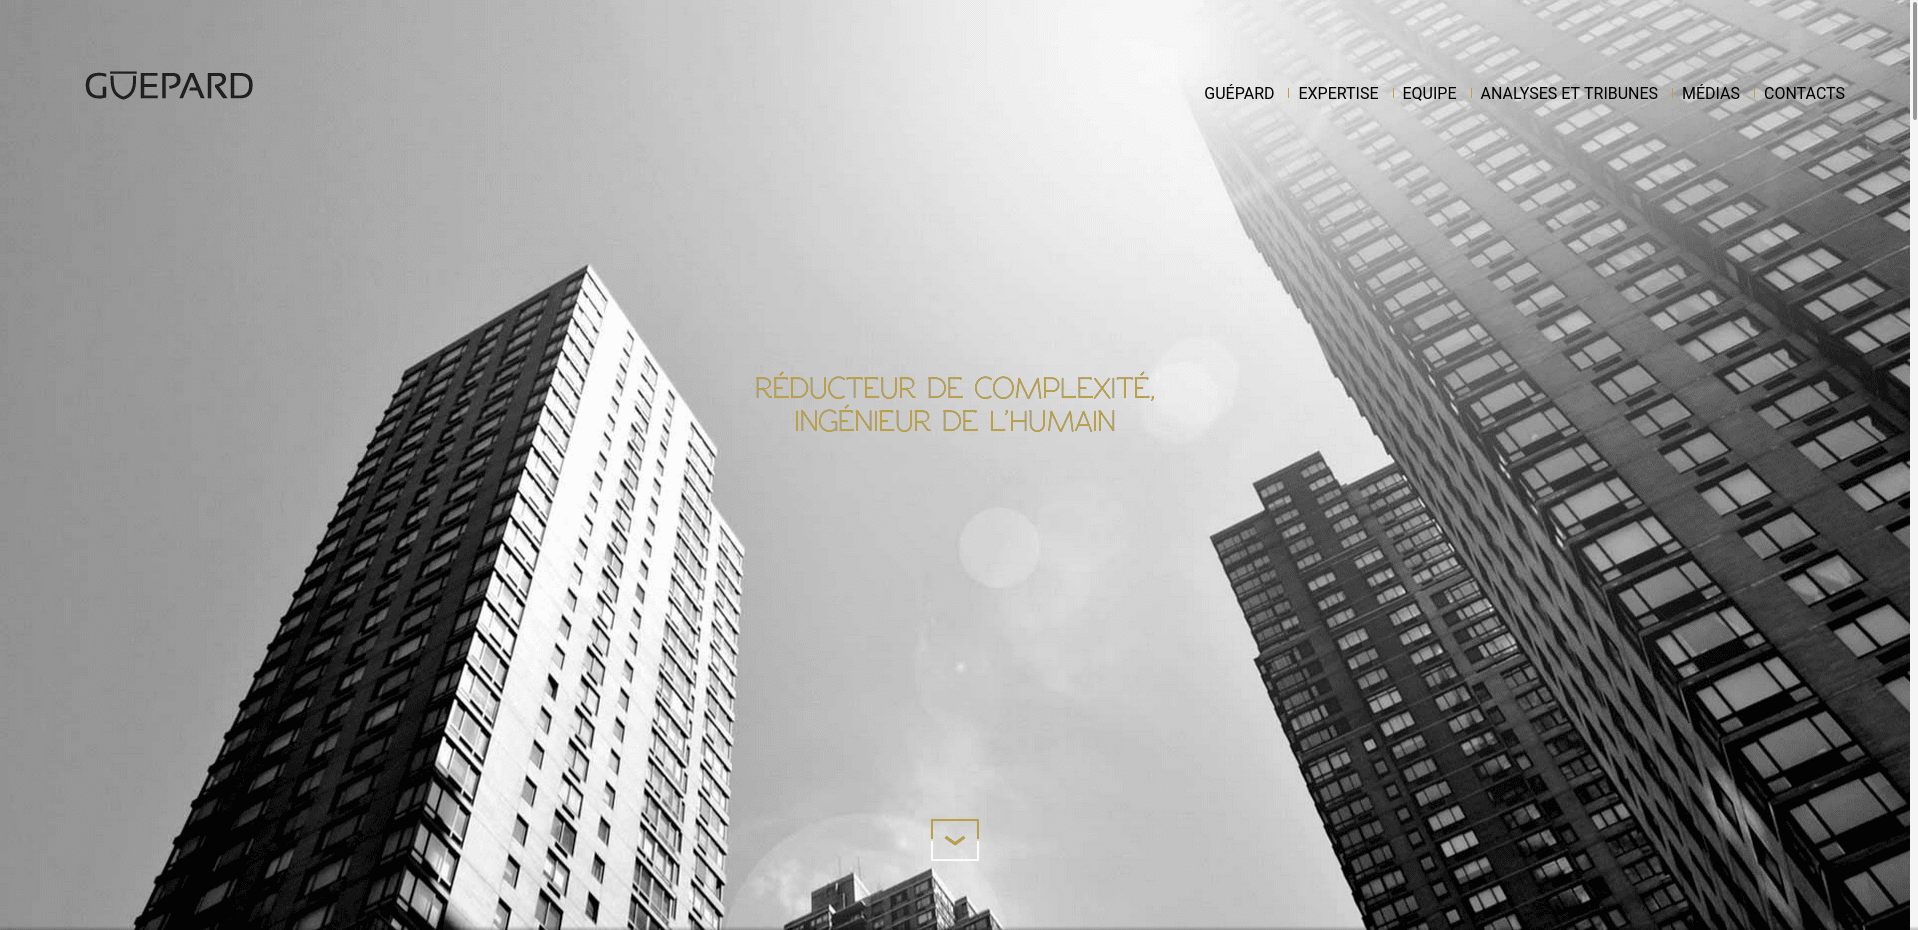 GUEPARD
GUÉPARD
EXPERTISE
EQUIPE
ANALYSES ET TRIBUNES
MÉDIAS
CONTACTS
RÉDUCTEUR DE COMPLEXITÉ,
INGÉNIEUR DE L'HUMAIN